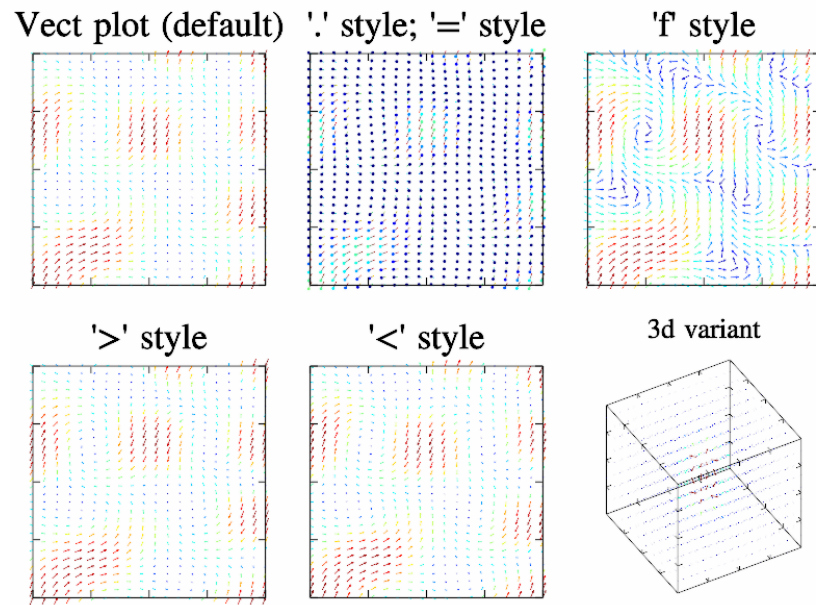 Vect plot (default)
'.' style; '=' style
'f' style
'>' style
'<' style
3d variant